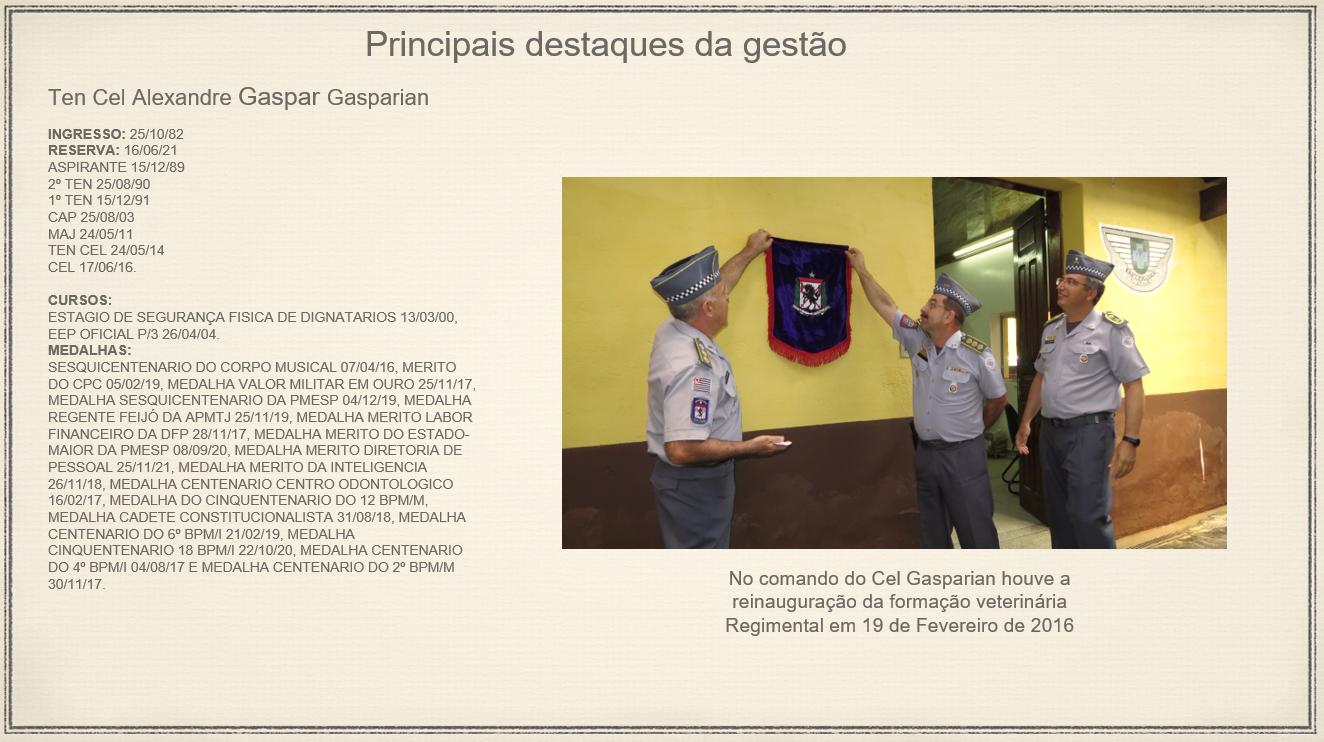 Principais destaques da gestão
Ten Cel Alexandre Gaspar Gasparian
INGRESSO: 25/10/82
RESERVA: 16/06/21
ASPIRANTE 15/12/89
2º TEN 25/08/90
1º TEN 15/12/91
CAP 25/08/03
MAJ 24/05/11
TEN CEL 24/05/14
CEL 17/06/16.
CURSOS:
ESTAGIO DE SEGURANÇA FISICA DE DIGNATARIOS 13/03/00,
EEP OFICIAL P/3 26/04/04.
MEDALHAS:
SESQUICENTENARIO DO CORPO MUSICAL 07/04/16, MERITO
DO CPC 05/02/19, MEDALHA VALOR MILITAR EM OURO 25/11/17,
MEDALHA SESQUICENTENARIO DA PMESP 04/12/19, MEDALHA
REGENTE FEIJÓ DA APMTJ 25/11/19, MEDALHA MERITO LABOR
FINANCEIRO DA DFP 28/11/17, MEDALHA MERITO DO ESTADO-
MAIOR DA PMESP 08/09/20, MEDALHA MERITO DIRETORIA DE
PESSOAL 25/11/21, MEDALHA MERITO DA INTELIGENCIA
26/11/18, MEDALHA CENTENARIO CENTRO ODONTOLOGICO
16/02/17, MEDALHA DO CINQUENTENARIO DO 12 BPM/M,
MEDALHA CADETE CONSTITUCIONALISTA 31/08/18, MEDALHA
CENTENARIO DO 6º BPM/I 21/02/19, MEDALHA
CINQUENTENARIO 18 BPM/I 22/10/20, MEDALHA CENTENARIO
DO 4º BPM/I 04/08/17 E MEDALHA CENTENARIO DO 2º BPM/M
30/11/17.
No comando do Cel Gasparian houve a
reinauguração da formação veterinária
Regimental em 19 de Fevereiro de 2016